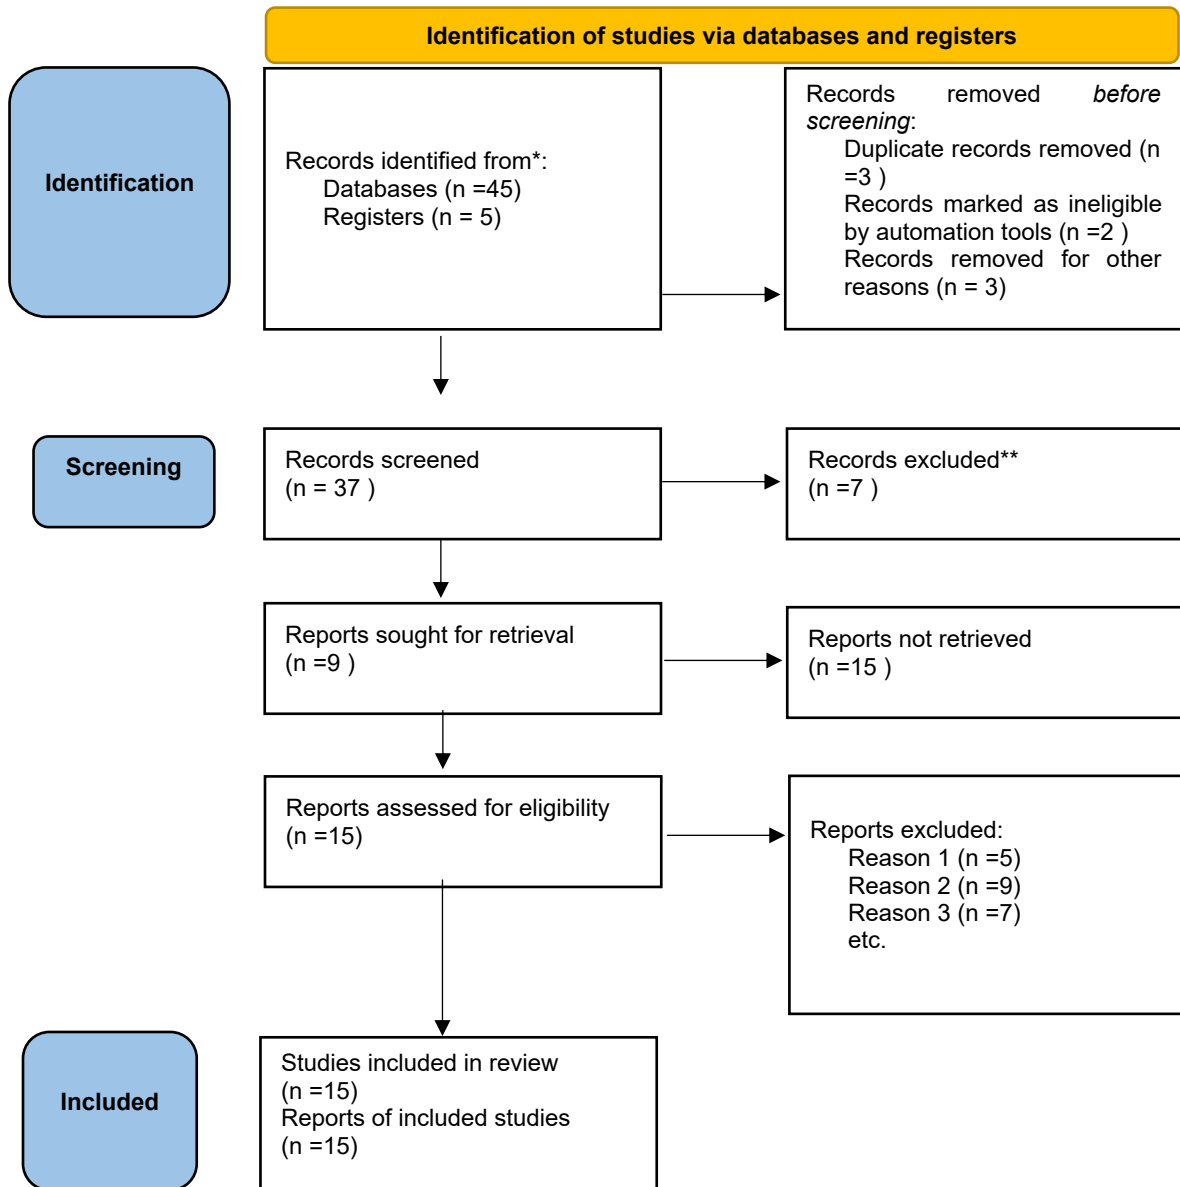 Identification of studies via databases and registers
Identification
Records identified from*:
Databases (n =45)
Registers (n = 5)
Records removed before
screening:
Duplicate records removed (n
=3 )
Records marked as ineligible
by automation tools (n =2 )
Records removed for other
reasons (n = 3)
Screening
Records screened
(n = 37 )
Records excluded**
(n =7 )
Reports sought for retrieval
(n =9 )
Reports not retrieved
(n =15 )
Reports assessed for eligibility
(n =15)
Reports excluded:
Reason 1 (n =5)
Reason 2 (n =9)
Reason 3 (n =7)
etc.
Included
Studies included in review
(n =15)
Reports of included studies
(n =15)